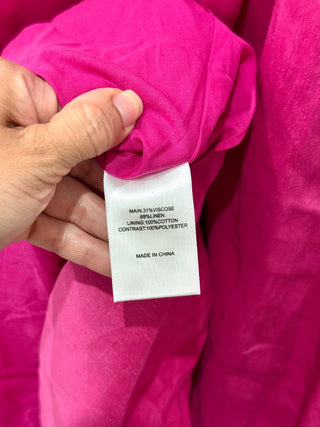 MAIN:31%VISCOSE
69%LINEN
LINING:100%COTTON
CONTRAST:100%POLYESTER
MADE IN CHINA